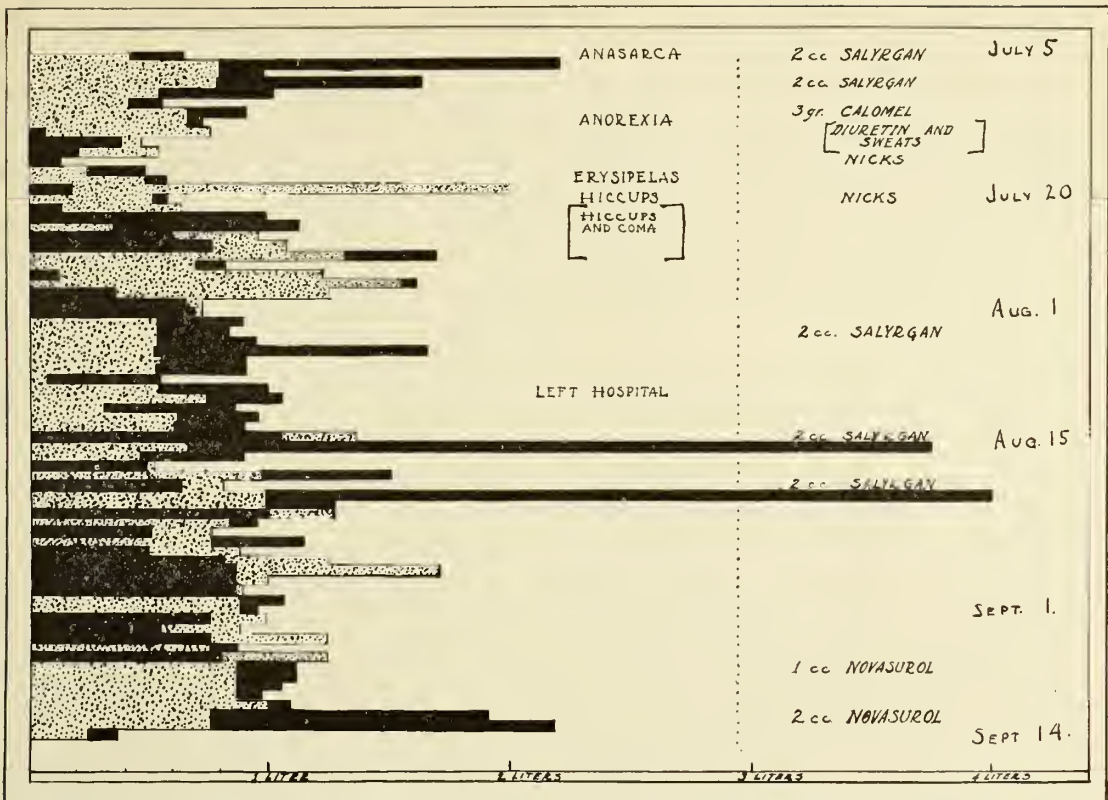 ANASARCA 2 cc SALYRGAN JULY 5
2 cc. SALYRGAN
3 gr. CALOMEL
ANOREXIA
[DIURETIN AND
SWEATS]
NICKS
ERYSIPELAS
HICCUPS NICKS JULY 20
[HICCUPS
AND COMA]
AUG. 1
2 cc. SALYRGAN
LEFT HOSPITAL
2 cc SALYRGAN AUG. 15
2 cc SALYRGAN
SEPT. 1.
1 cc NOVASUROL
2 cc NOVASUROL
SEPT 14.
1 LITER 2 LITERS 3 LITERS 4 LITERS